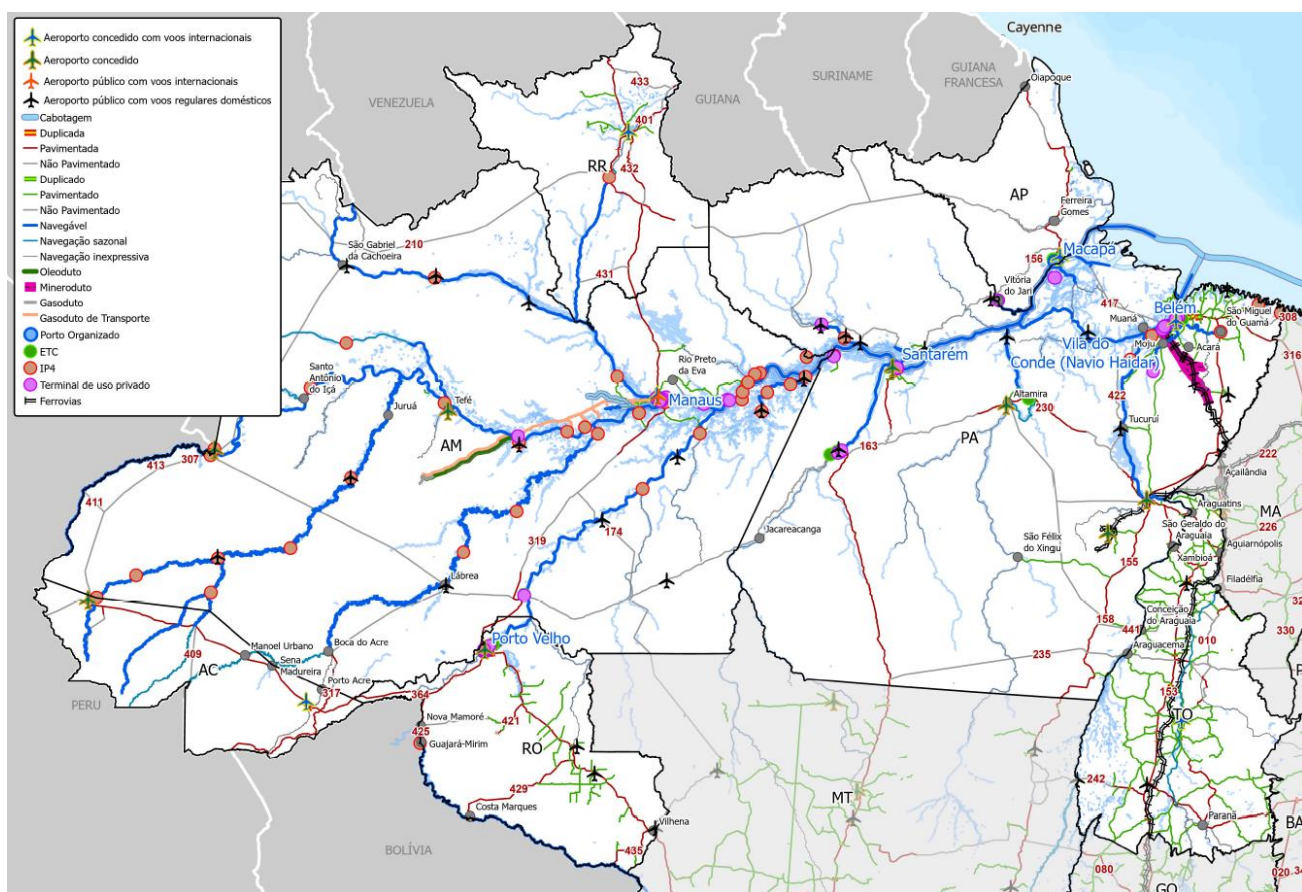 Aeroporto concedido com voos internacionais
Aeroporto concedido
Aeroporto público com voos internacionais
Aeroporto público com voos regulares domésticos
Cabotagem
Duplicada
Pavimentada
Não Pavimentado
Duplicado
Pavimentado
Não Pavimentado
Navegável
Navegação sazonal
Navegação inexpressiva
Oleoduto
Mineroduto
Gasoduto
Gasoduto de Transporte
Porto Organizado
ETC
IP4
Terminal de uso privado
Ferrovias
Cayenne
VENEZUELA
GUIANA
SURINAME
GUIANA
FRANCESA
Oiapoque
433
401
RR
432
AP
Ferreira
Gomes
São Gabriel
da Cachoeira
210
431
156
Macapá
Vitória
do Jari
417
Belém
Muaná
São Miguel
do Guamá
308
316
Moju
Acará
Vila do
Conde (Navio Haidar)
Santarém
Rio Preto
da Eva
Manaus
Santo
Antônio
do Içá
Juruá
Tefé
AM
Altamira
230
422
Tucuruí
PA
163
413
307
411
222
Açailândia
Araguatins
MA
São Geraldo do
Araguaia
226
Xambioá
Aguiarnópolis
Filadélfia
319
174
Jacareacanga
São Félix
do Xingu
155
Lábrea
Conceição
do Araguaia
158
441
010
330
Araguacema
235
Porto Velho
Manoel Urbano
Boca do Acre
409
Sena
Madureira
AC
Porto Acre
317
364
153
TO
PERU
Nova Mamoré
421
425
Guajará-Mirim
RO
429
Costa Marques
MT
242
Paranã
BA
Vilhena
435
BOLÍVIA
080
GO
020